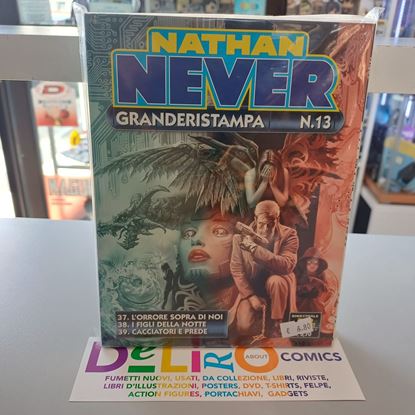 NATHAN
NEVER
GRANDERISTAMPA N.13
37. L'ORRORE SOPRA DI NOI
38. I FIGLI DELLA NOTTE
39. CACCIATORI E PREDE
DeLiRO ABOUT COMICS
FUMETTI NUOVI, USATI, DA COLLEZIONE, LIBRI, RIVISTE,
LIBRI D'ILLUSTRAZIONI, POSTERS, DVD, T-SHIRTS, FELPE,
ACTION FIGURES, PORTACHIAVI, GADGETS